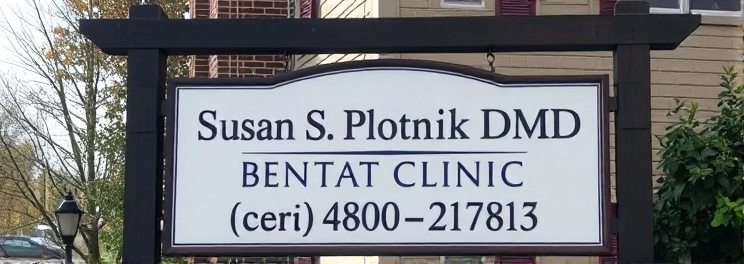 Susan S. Plotnik DMD
BENTAT CLINIC
(ceri) 4800-217813